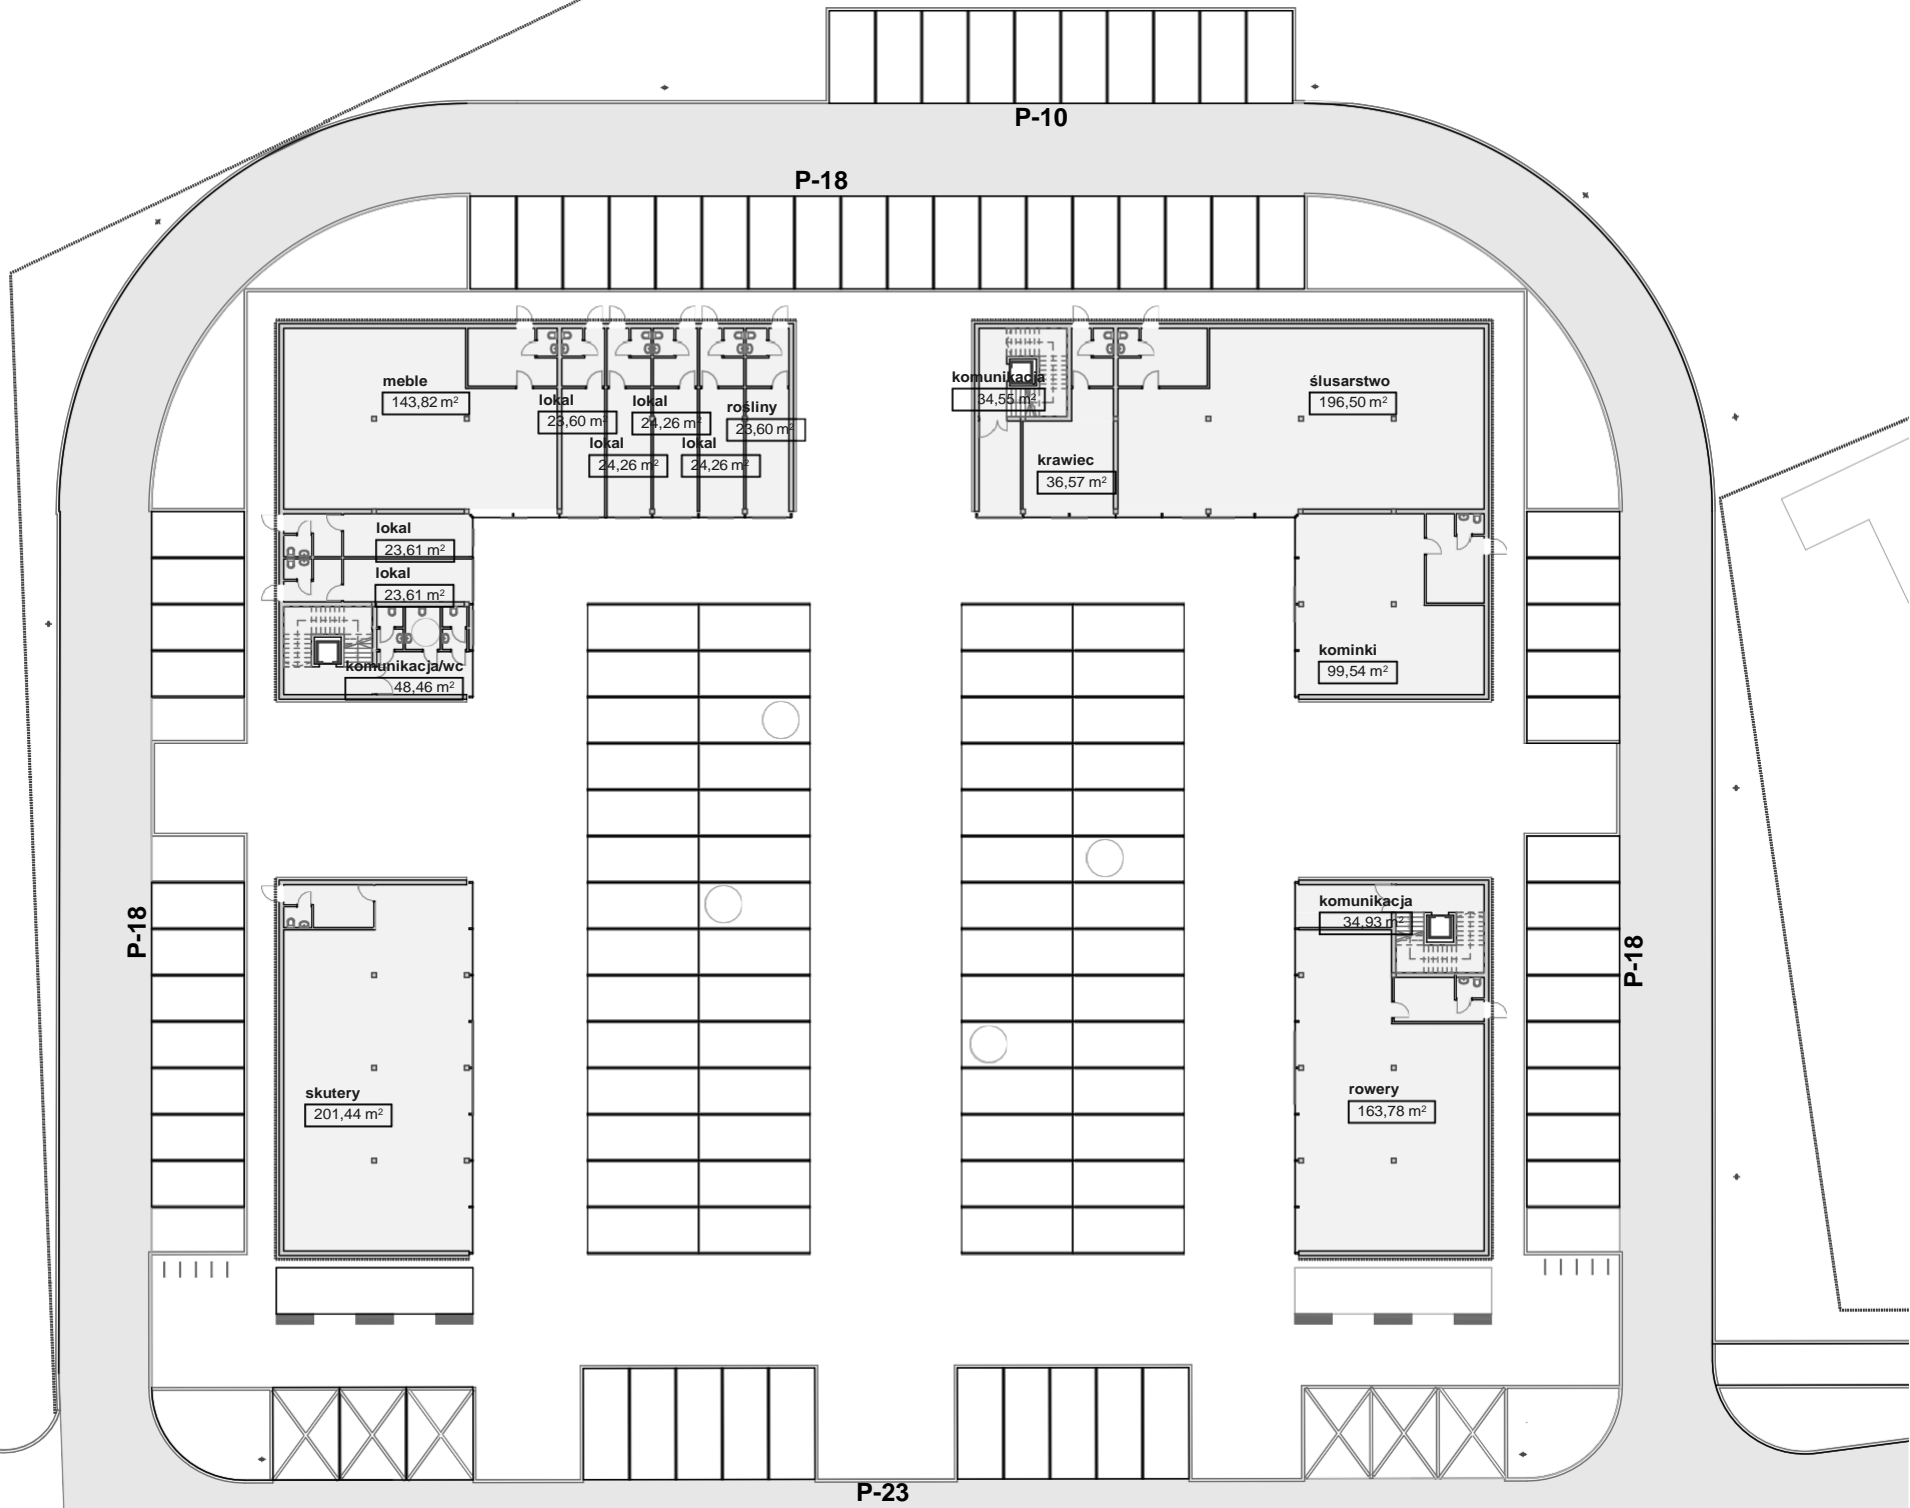 P-10
P-18
meble
143,82 m²
lokal
23,60 m²
lokal
24,26 m²
rośliny
23,60 m²
lokal
24,26 m²
lokal
24,26 m²
komunikacja
34,55 m²
ślusarstwo
196,50 m²
krawiec
36,57 m²
lokal
23,61 m²
lokal
23,61 m²
komunikacja/wc
48,46 m²
kominki
99,54 m²
P-18
komunikacja
34,93 m²
P-18
skutery
201,44 m²
rowery
163,78 m²
P-23